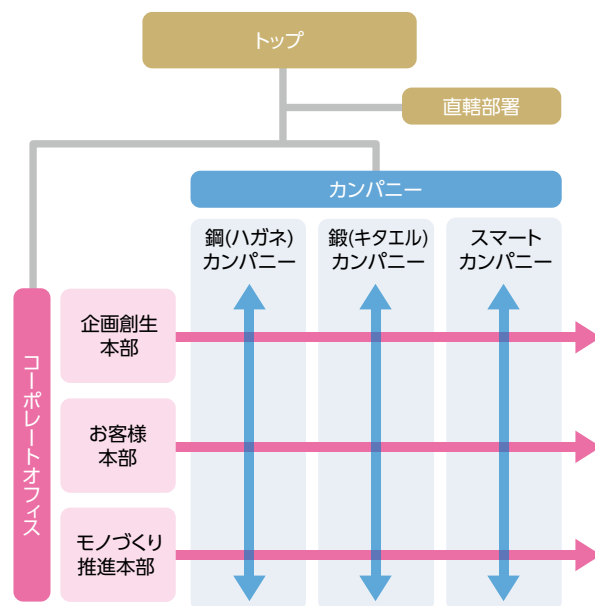 トップ
直轄部署
カンパニー
鋼(ハガネ)
カンパニー
鍛(キタエル)
カンパニー
スマート
カンパニー
コーポレートオフィス
企画創生
本部
お客様
本部
モノづくり
推進本部